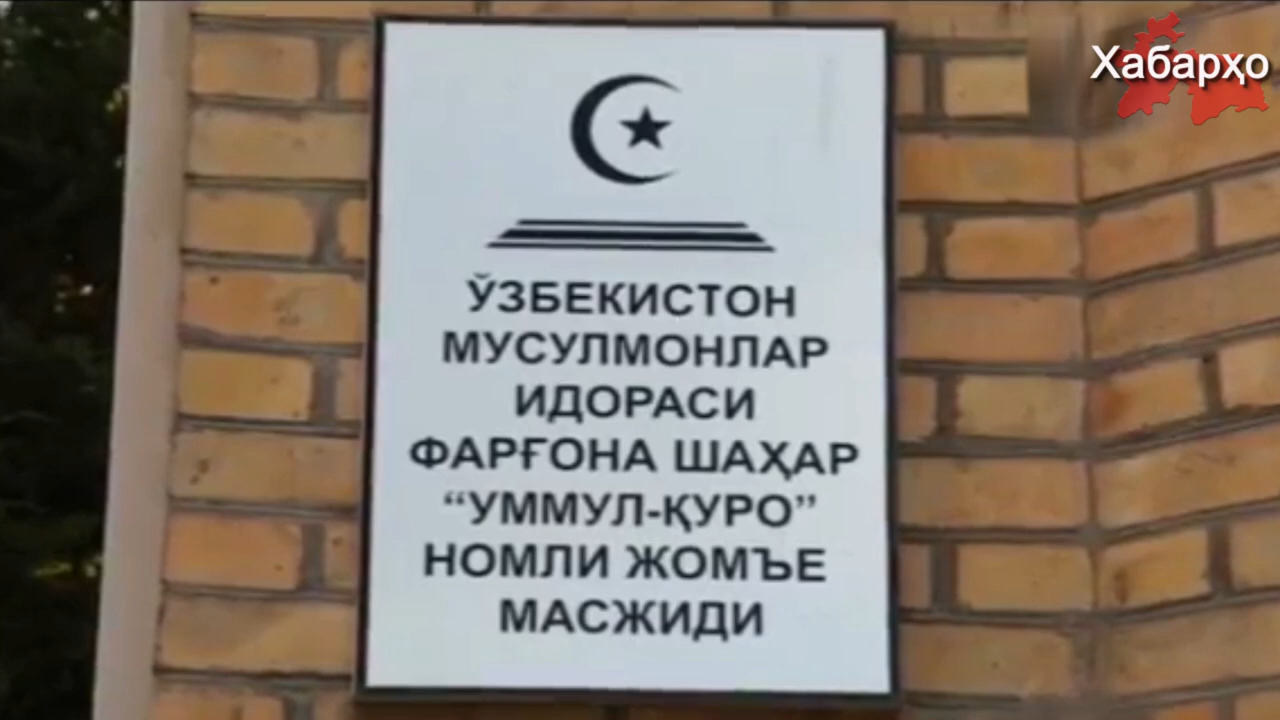 Хабарҳо
ЎЗБЕКИСТОН
МУСУЛМОНЛАР
ИДОРАСИ
ФАРҒОНА ШАҲАР
“УММУЛ-ҚУРО”
НОМЛИ ЖОМЪЕ
МАСЖИДИ